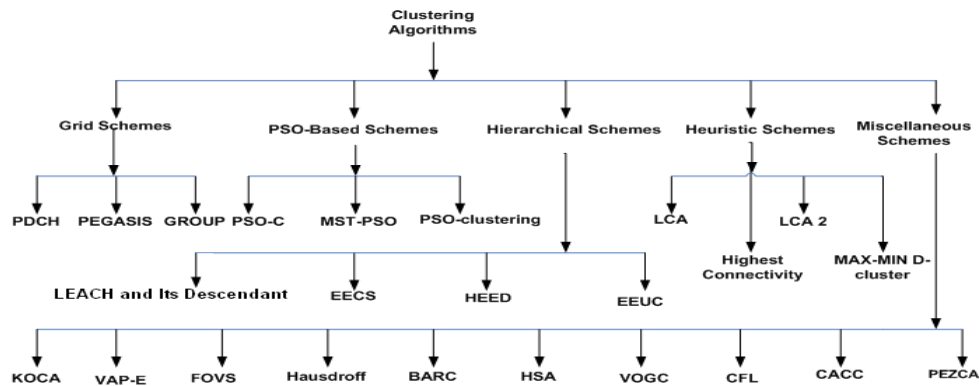 Clustering
Algorithms
Grid Schemes
PSO-Based Schemes
Hierarchical Schemes
Heuristic Schemes
Miscellaneous
Schemes
PDCH
PEGASIS
GROUP
PSO-C
MST-PSO
PSO-clustering
LCA
LCA 2
Highest
Connectivity
MAX-MIN D-
cluster
LEACH and Its Descendant
EECS
HEED
EEUC
KOCA
VAP-E
FOVS
Hausdroff
BARC
HSA
VOGC
CFL
CACC
PEZCA